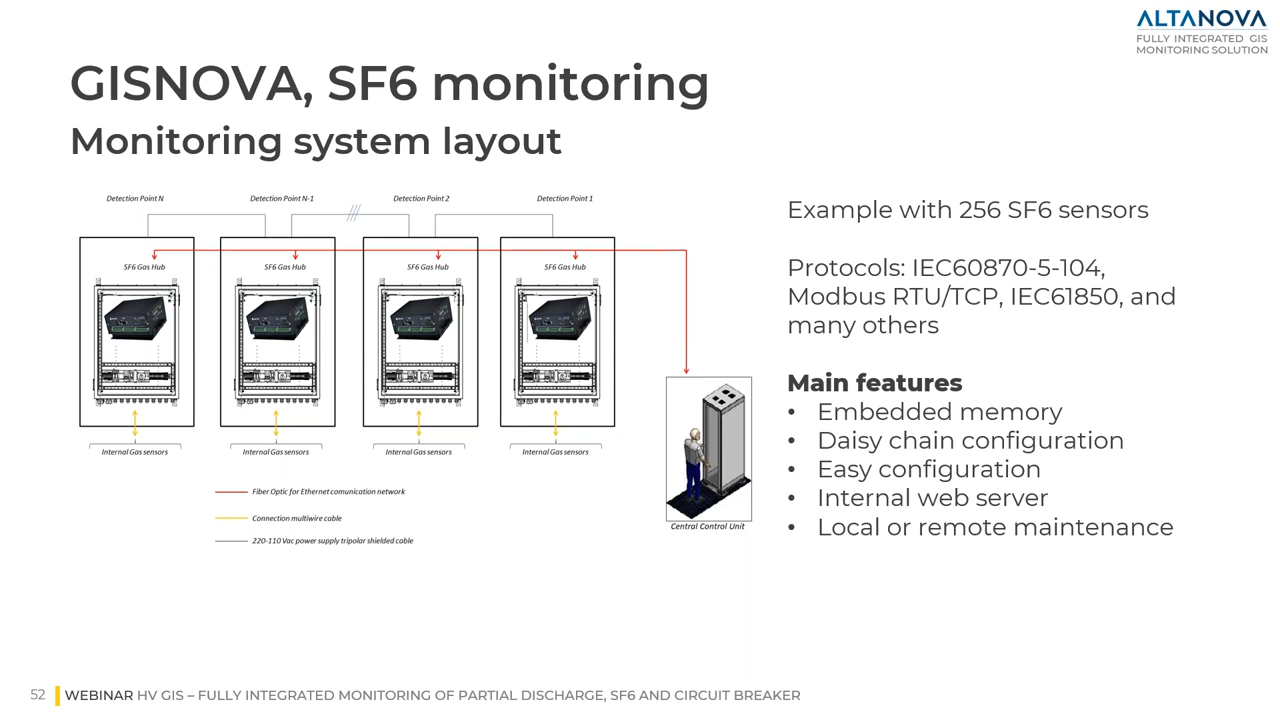 ALTANOVA
FULLY INTEGRATED GIS
MONITORING SOLUTION
GISNOVA, SF6 monitoring
Monitoring system layout
Detection Point N
Detection Point N-1
Detection Point 2
Detection Point 1
SF6 Gas Hub
SF6 Gas Hub
SF6 Gas Hub
SF6 Gas Hub
Internal Gas sensors
Internal Gas sensors
Internal Gas sensors
Internal Gas sensors
Fiber Optic for Ethernet comunication network
Connection multiwire cable
220-110 Vac power supply tripolar shielded cable
Central Control Unit
Example with 256 SF6 sensors
Protocols: IEC60870-5-104,
Modbus RTU/TCP, IEC61850, and
many others
Main features
• Embedded memory
• Daisy chain configuration
• Easy configuration
• Internal web server
• Local or remote maintenance
52
WEBINAR HV GIS – FULLY INTEGRATED MONITORING OF PARTIAL DISCHARGE, SF6 AND CIRCUIT BREAKER